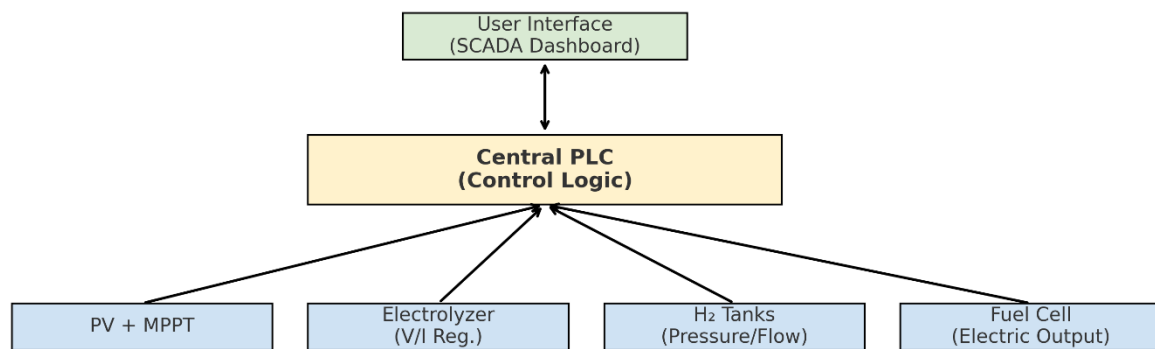 User Interface
(SCADA Dashboard)
Central PLC
(Control Logic)
PV + MPPT
Electrolyzer
(V/I Reg.)
H₂ Tanks
(Pressure/Flow)
Fuel Cell
(Electric Output)